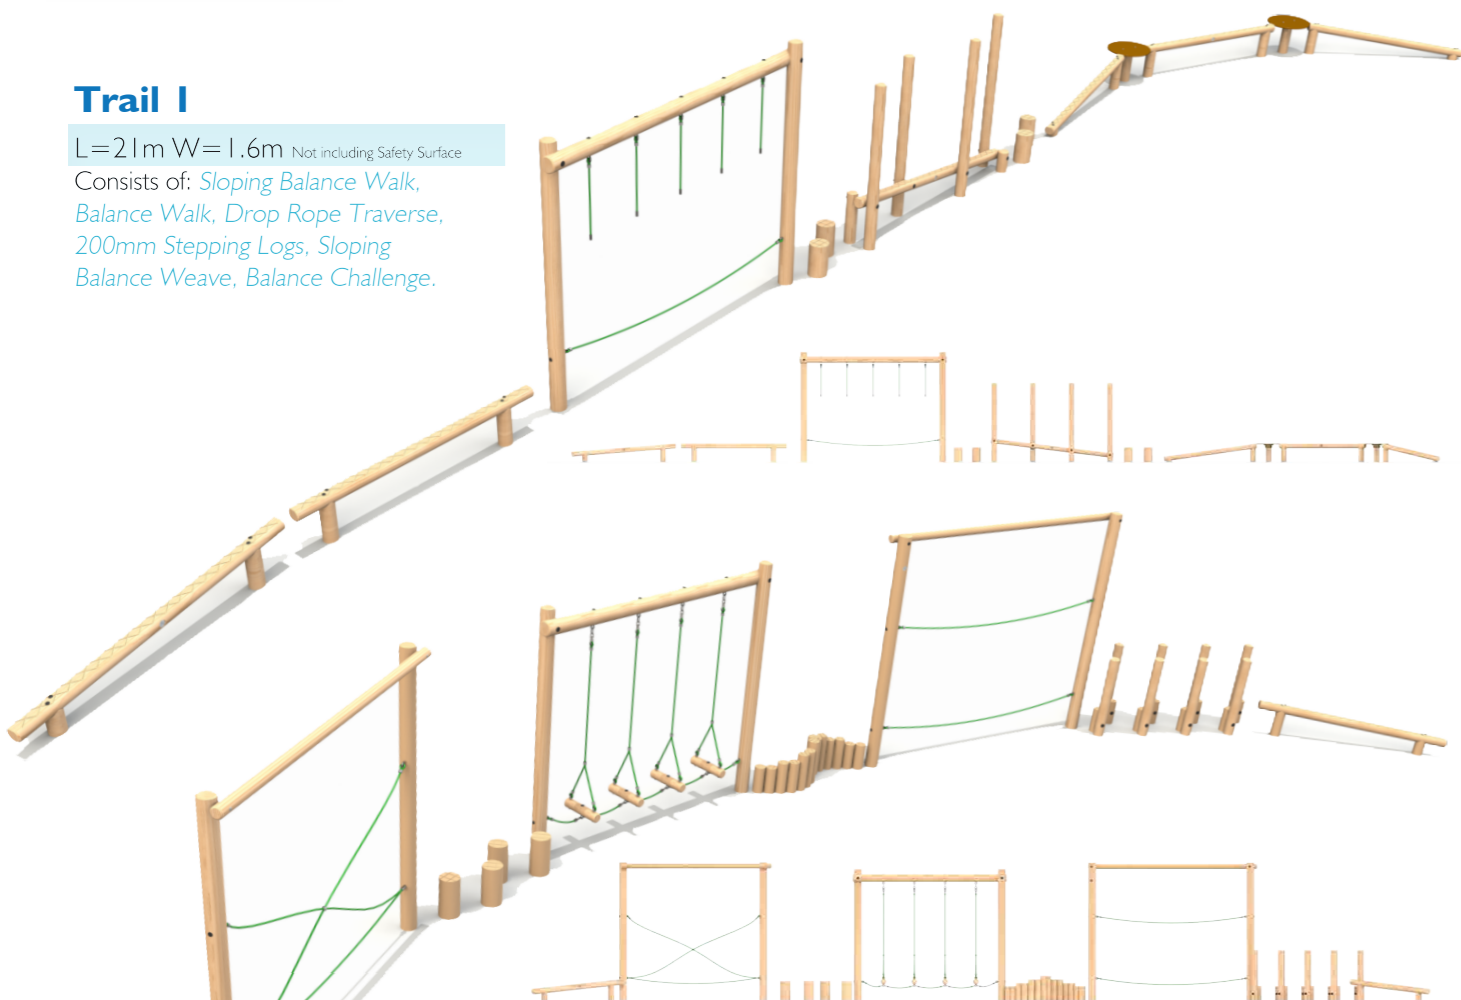 Trail 1
L=21m W=1.6m Not including Safety Surface
Consists of: Sloping Balance Walk,
Balance Walk, Drop Rope Traverse,
200mm Stepping Logs, Sloping
Balance Weave, Balance Challenge.